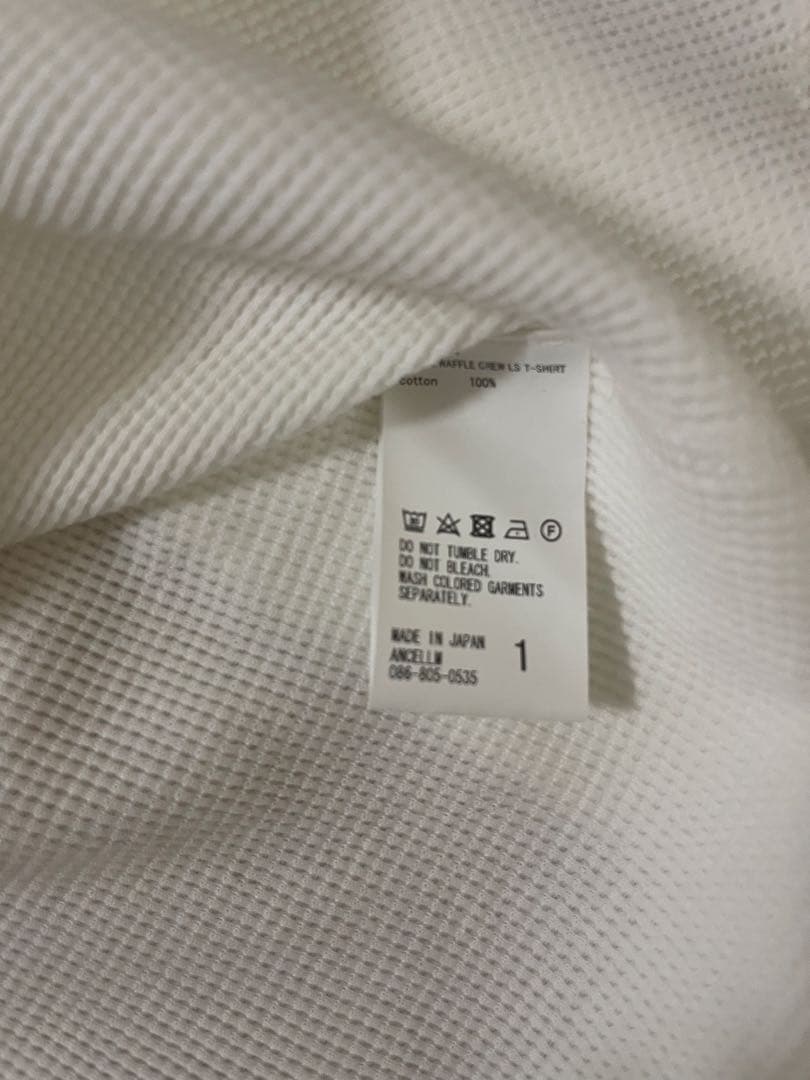 WAFFLE CREW LS T-SHIRT
cotton 100%
F
DO NOT TUMBLE DRY.
DO NOT BLEACH.
WASH COLORED GARMENTS
SEPARATELY.
MADE IN JAPAN
1
ANCELLM
086-805-0535